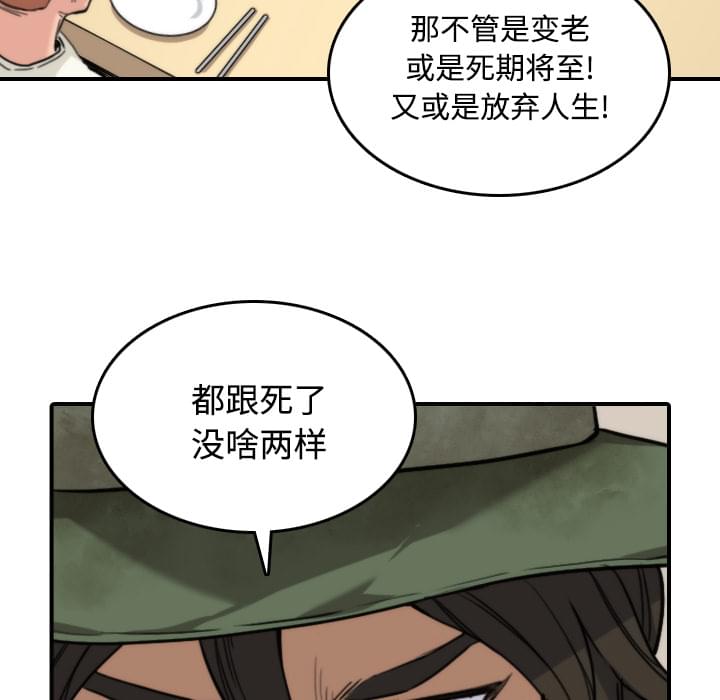 那不管是变老
或是死期将至!
又或是放弃人生!
都跟死了
没啥两样